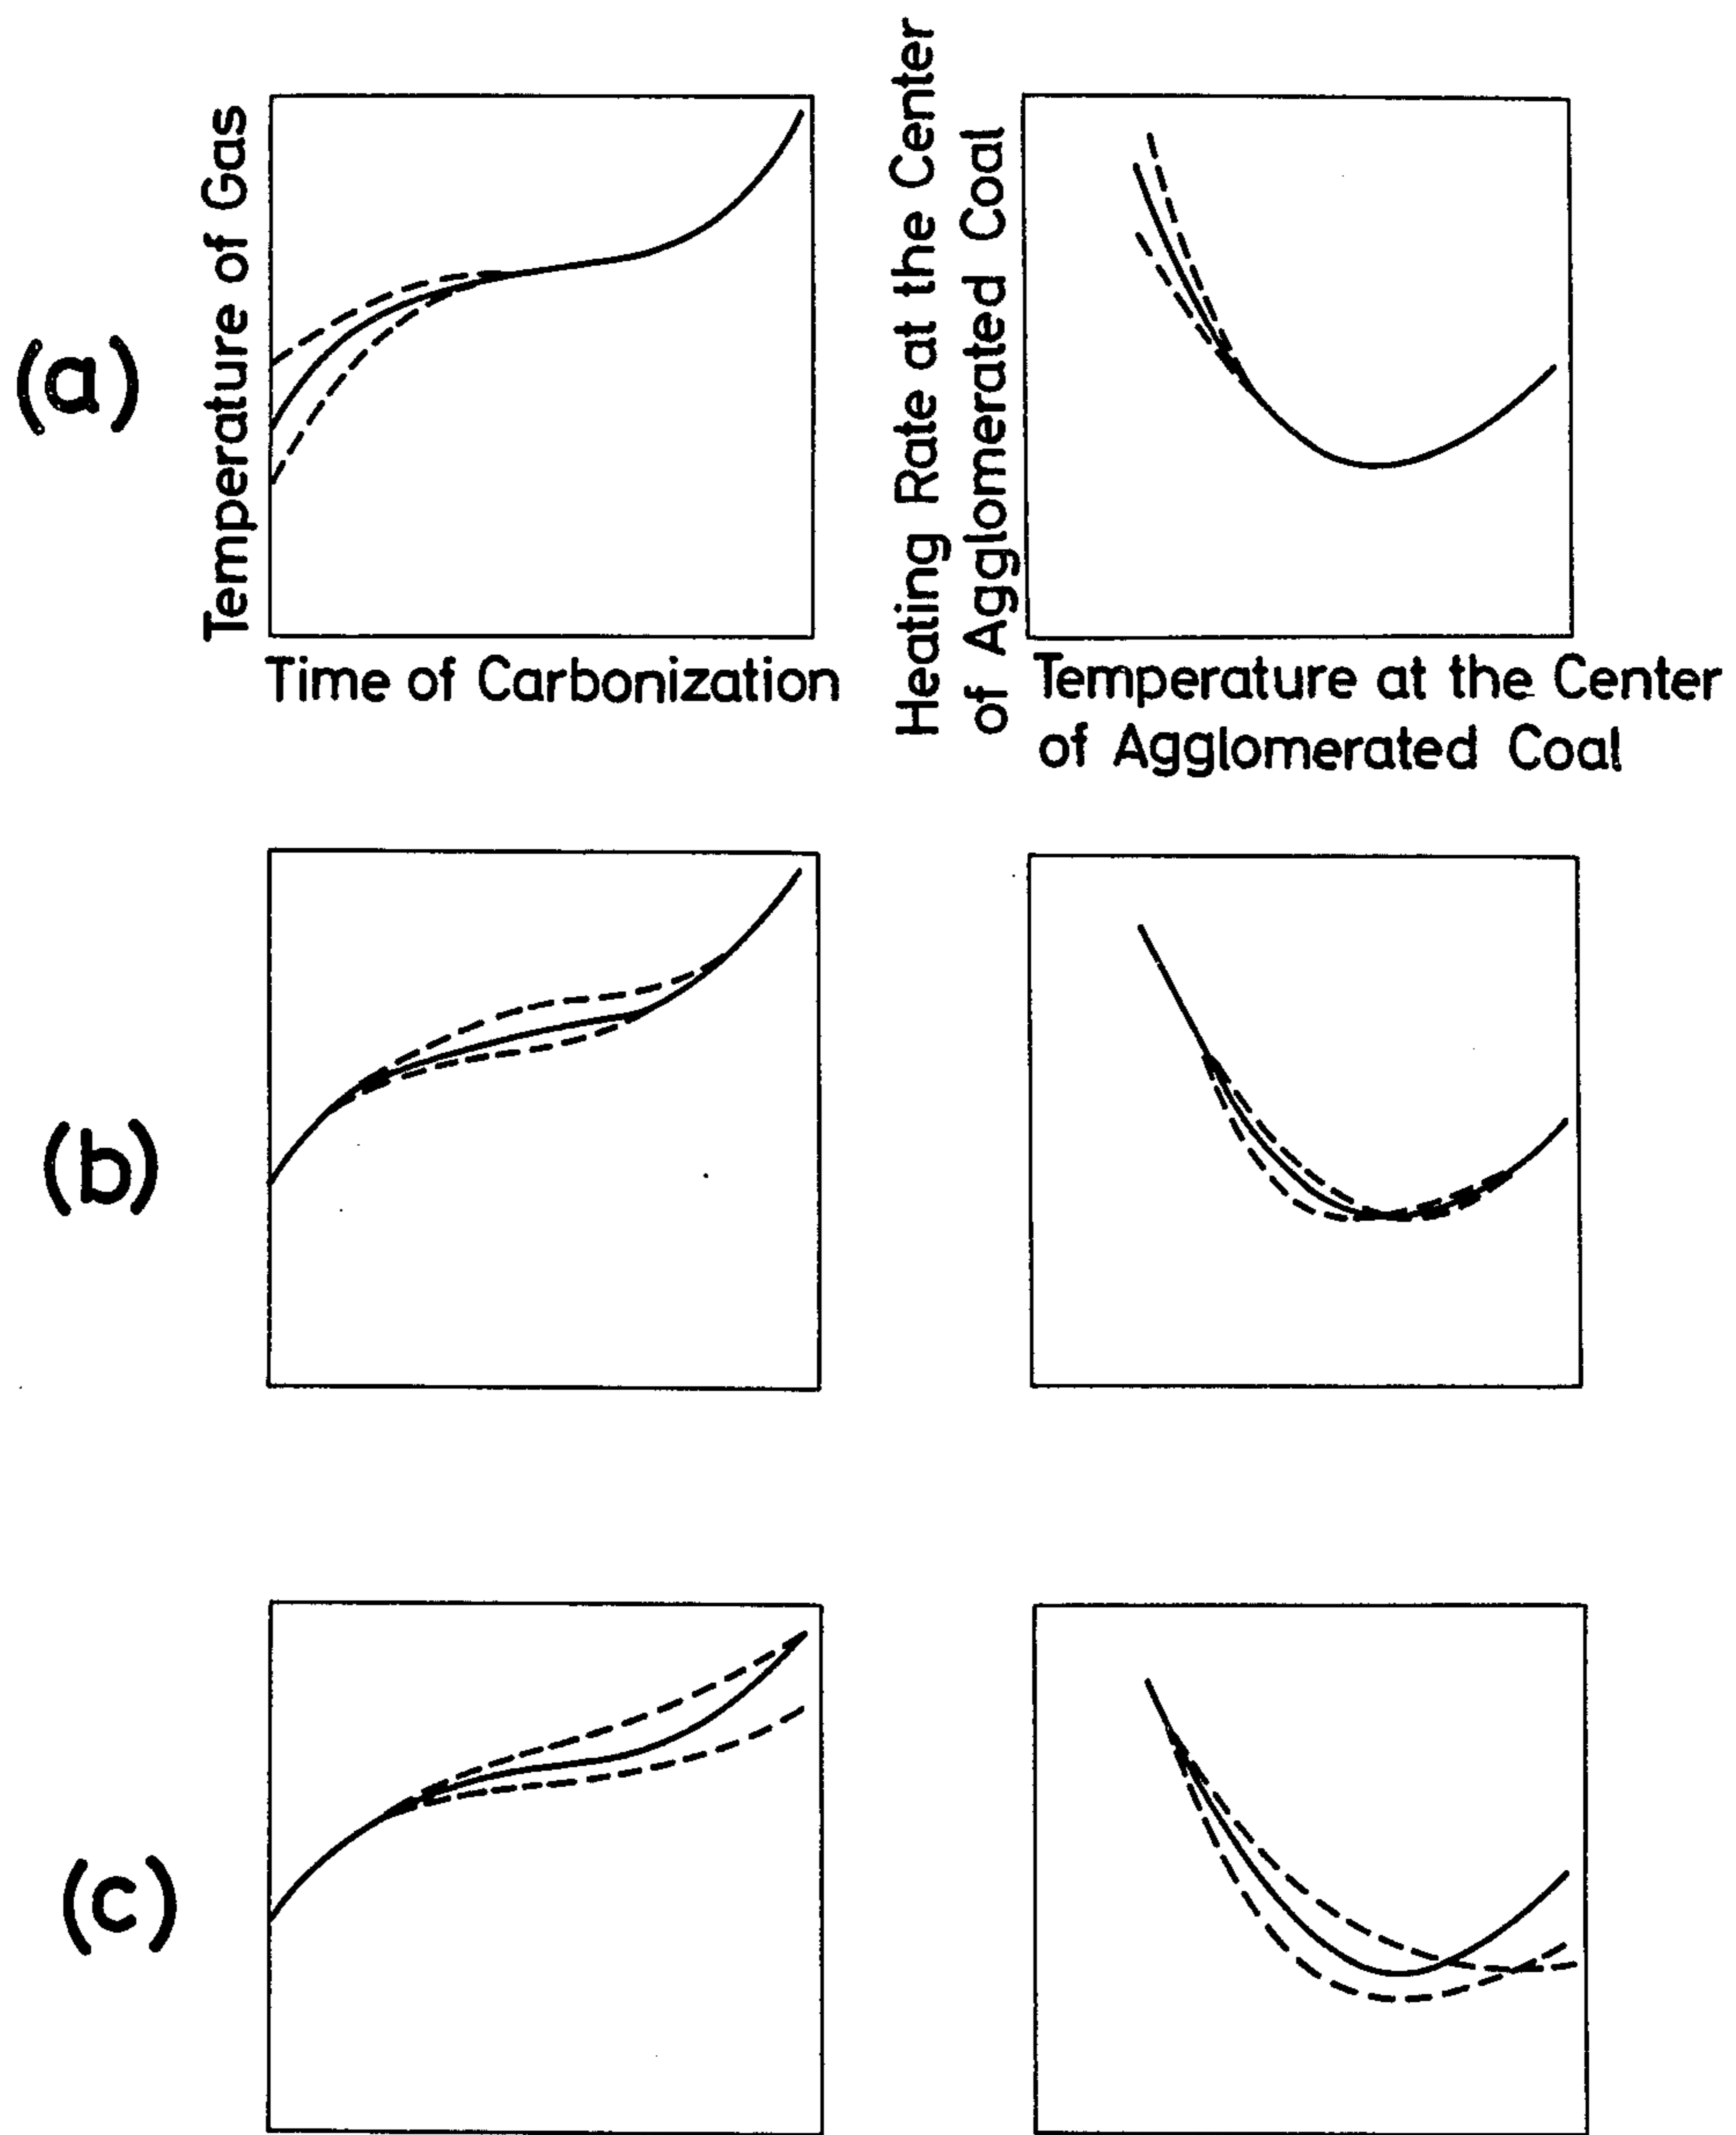 (a)
Temperature of Gas
Time of Carbonization
Heating Rate at the Center
of Agglomerated Coal
Temperature at the Center
of Agglomerated Coal
(b)
(c)